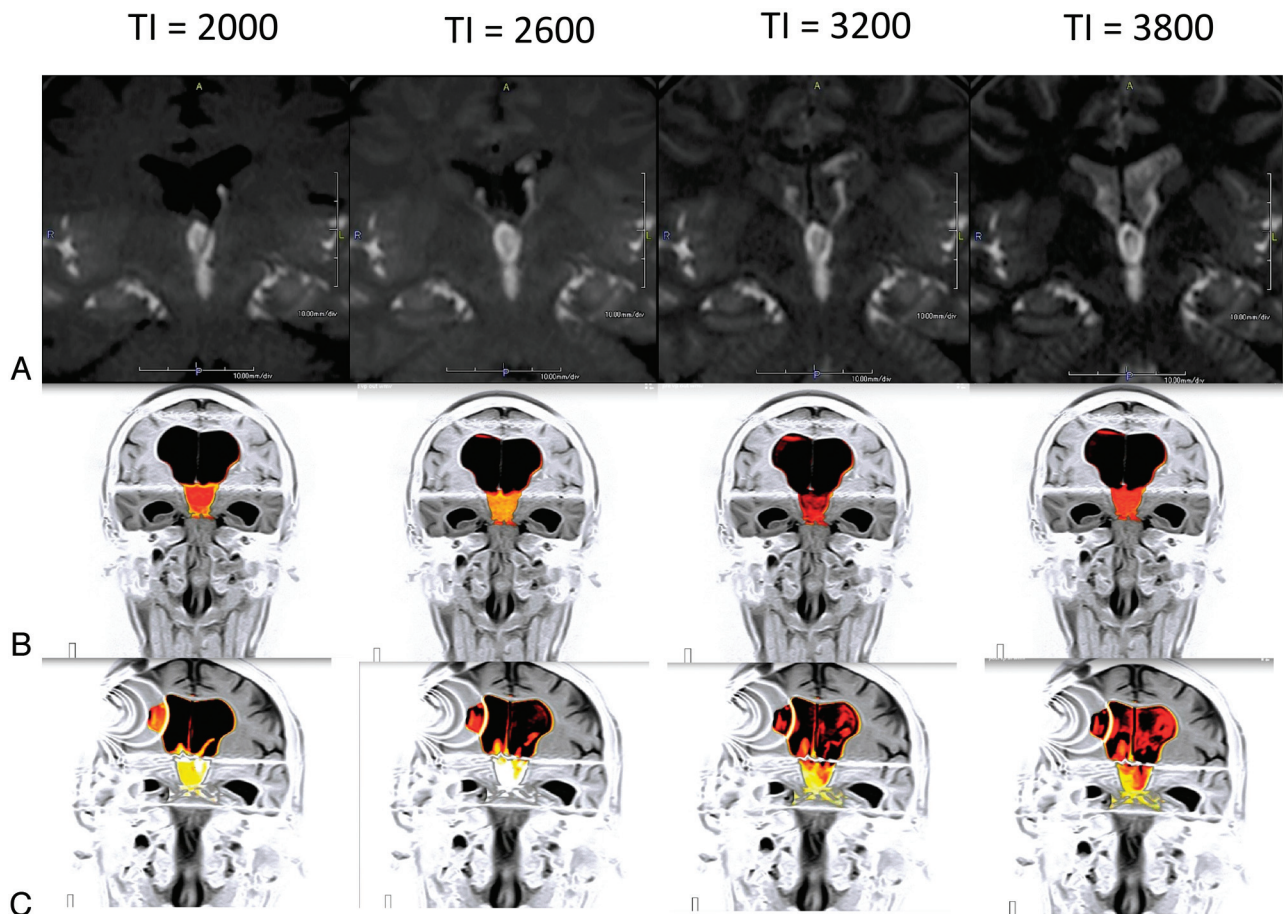 TI = 2000
TI = 2600
TI = 3200
TI = 3800
A
A
A
A
R
L
R
L
R
L
R
L
10.00mm/div
10.00mm/div
10.00mm/div
10.00mm/div
P
P
P
P
10.00mm/div
10.00mm/div
10.00mm/div
10.00mm/div
A
B
C